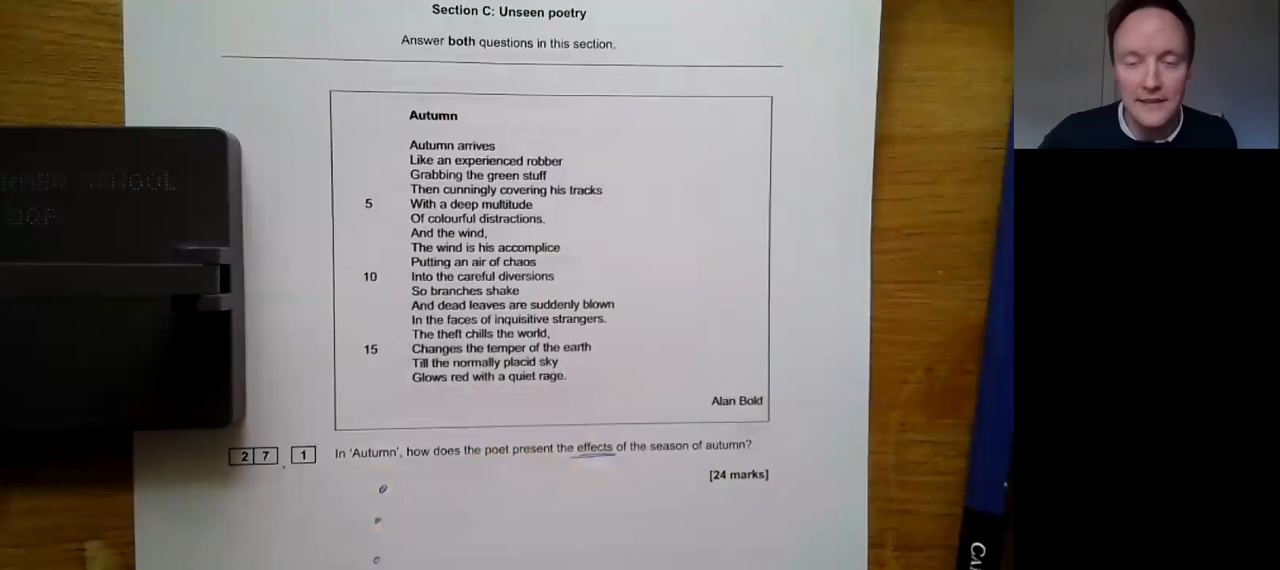 Section C: Unseen poetry
Answer both questions in this section.
Autumn
Autumn arrives
Like an experienced robber
Grabbing the green stuff
Then cunningly covering his tracks
5 With a deep multitude
Of colourful distractions.
And the wind,
The wind is his accomplice
Putting an air of chaos
10 Into the careful diversions
So branches shake
And dead leaves are suddenly blown
In the faces of inquisitive strangers.
The theft chills the world,
15 Changes the temper of the earth
Till the normally placid sky
Glows red with a quiet rage.
Alan Bold
2 7 . 1 In 'Autumn', how does the poet present the effects of the season of autumn?
[24 marks]